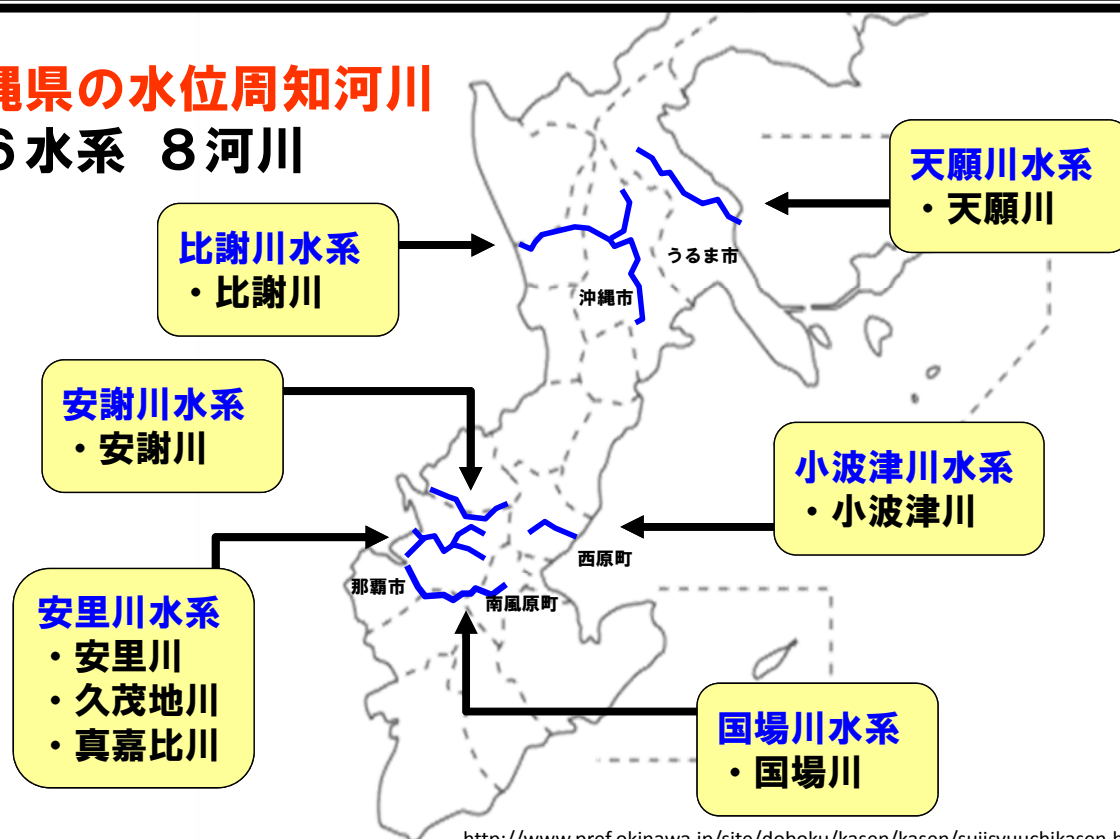 縄県の水位周知河川
6水系 8河川
天願川水系
・天願川
比謝川水系
・比謝川
うるま市
沖縄市
安謝川水系
・安謝川
小波津川水系
・小波津川
西原町
那覇市
南風原町
安里川水系
・安里川
・久茂地川
・真嘉比川
国場川水系
・国場川